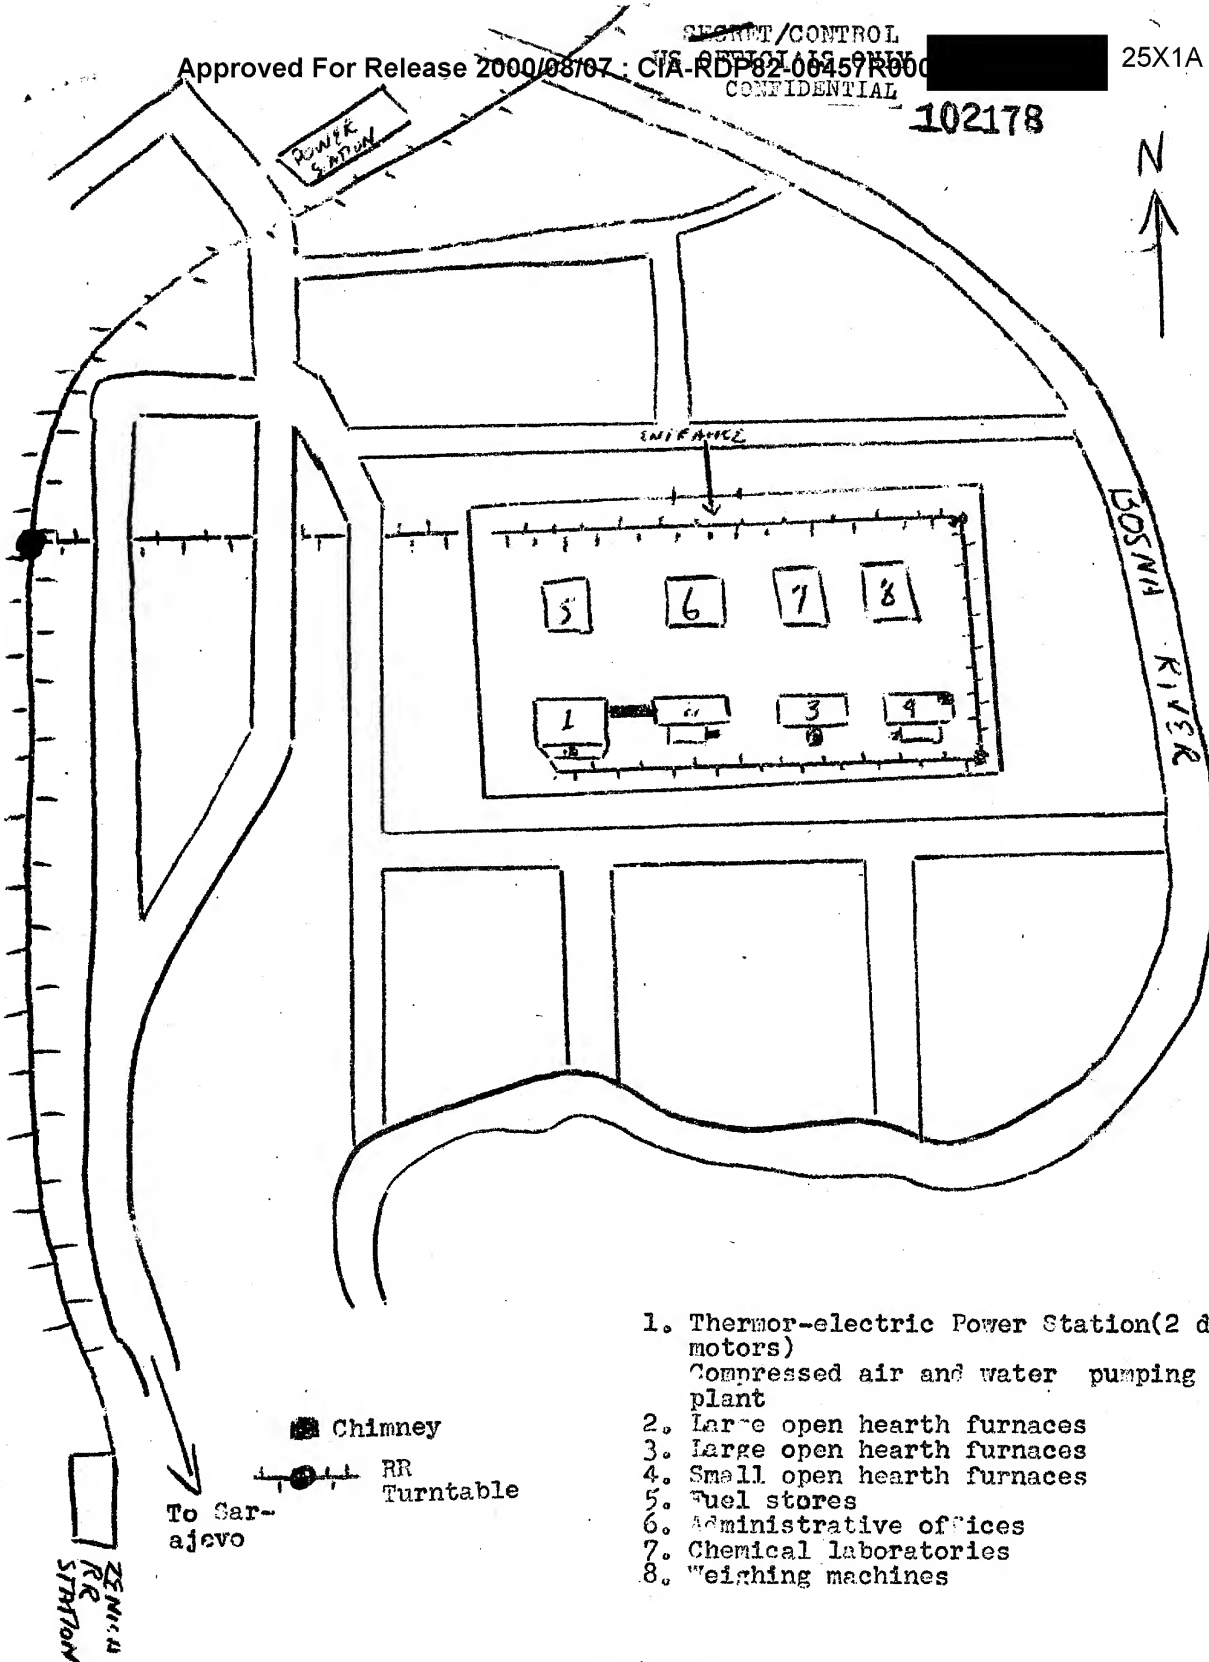 SECRET/CONTROL
US OFFICIALS ONLY
Approved For Release 2000/08/07 : CIA-RDP82-00457R000
25X1A
CONFIDENTIAL
102178
N
POWER
STATION
ENTRANCE
BOSNA RIVER
5 6 7 8
1 3 4
1. Thermor-electric Power Station(2 d
motors)
Compressed air and water pumping
plant
2. Large open hearth furnaces
3. Large open hearth furnaces
4. Small open hearth furnaces
5. Fuel stores
6. Administrative offices
7. Chemical laboratories
8. Weighing machines
Chimney
RR
Turntable
To Sar-
ajevo
ZENICA
RR
STATION